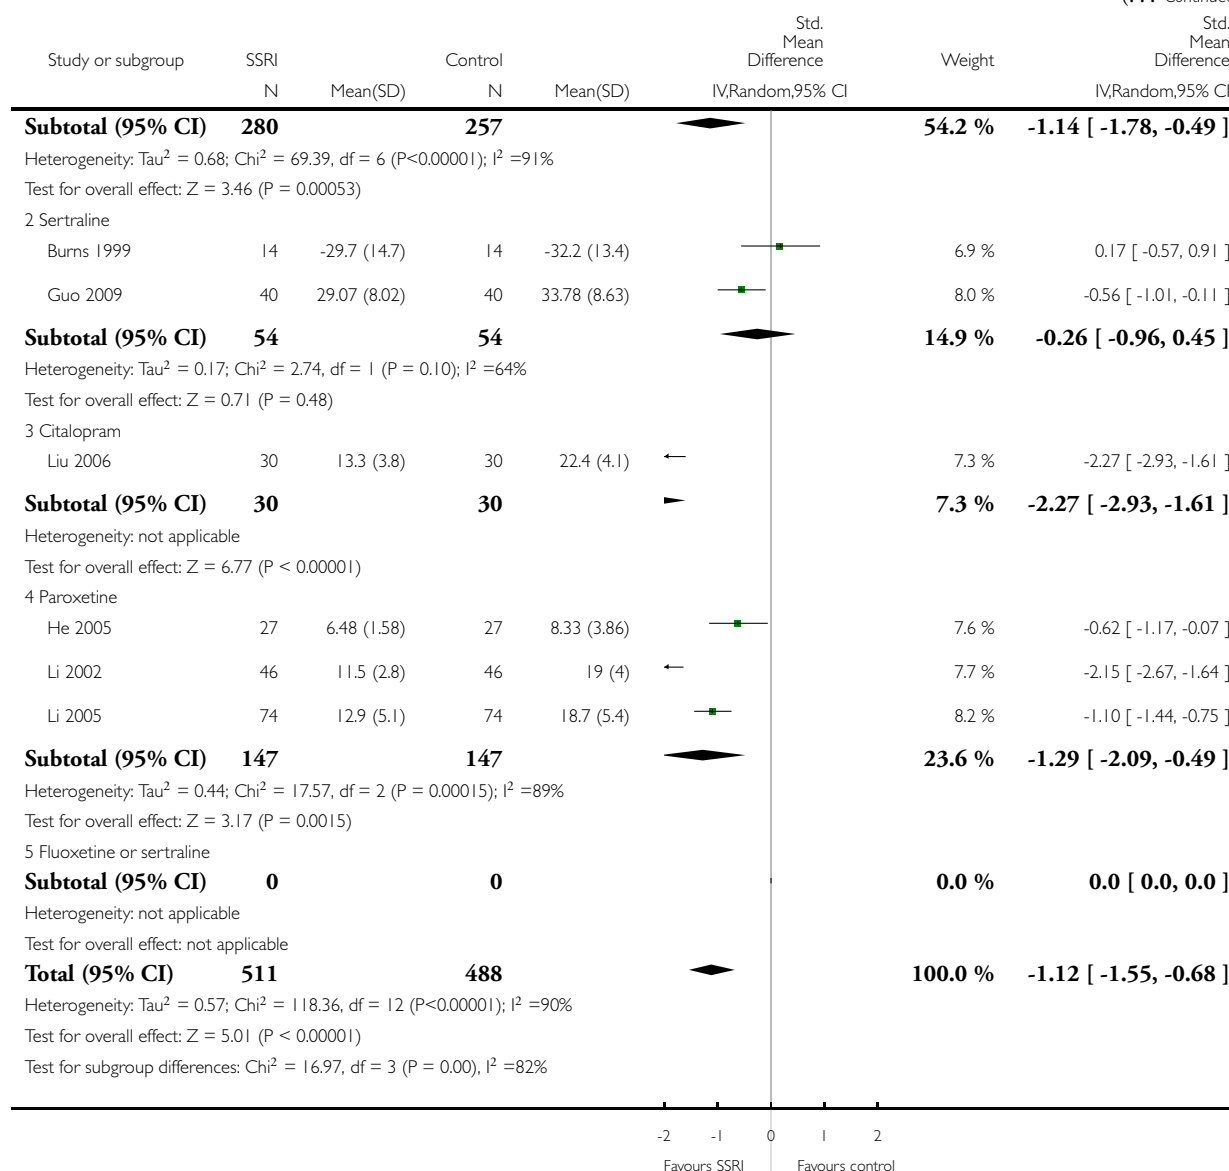 Continued
Std. Std.
Mean Mean
Study or subgroup SSRI Control Difference Weight Difference
N Mean(SD) N Mean(SD) IV,Random,95% CI IV,Random,95% CI
Subtotal (95% CI) 280 257 54.2 % -1.14 [ -1.78, -0.49 ]
Heterogeneity: Tau² = 0.68; Chi² = 69.39, df = 6 (P<0.00001); I² =91%
Test for overall effect: Z = 3.46 (P = 0.00053)
2 Sertraline
Burns 1999 14 -29.7 (14.7) 14 -32.2 (13.4) 6.9 % 0.17 [ -0.57, 0.91 ]
Guo 2009 40 29.07 (8.02) 40 33.78 (8.63) 8.0 % -0.56 [ -1.01, -0.11 ]
Subtotal (95% CI) 54 54 14.9 % -0.26 [ -0.96, 0.45 ]
Heterogeneity: Tau² = 0.17; Chi² = 2.74, df = 1 (P = 0.10); I² =64%
Test for overall effect: Z = 0.71 (P = 0.48)
3 Citalopram
Liu 2006 30 13.3 (3.8) 30 22.4 (4.1) 7.3 % -2.27 [ -2.93, -1.61 ]
Subtotal (95% CI) 30 30 7.3 % -2.27 [ -2.93, -1.61 ]
Heterogeneity: not applicable
Test for overall effect: Z = 6.77 (P < 0.00001)
4 Paroxetine
He 2005 27 6.48 (1.58) 27 8.33 (3.86) 7.6 % -0.62 [ -1.17, -0.07 ]
Li 2002 46 11.5 (2.8) 46 19 (4) 7.7 % -2.15 [ -2.67, -1.64 ]
Li 2005 74 12.9 (5.1) 74 18.7 (5.4) 8.2 % -1.10 [ -1.44, -0.75 ]
Subtotal (95% CI) 147 147 23.6 % -1.29 [ -2.09, -0.49 ]
Heterogeneity: Tau² = 0.44; Chi² = 17.57, df = 2 (P = 0.00015); I² =89%
Test for overall effect: Z = 3.17 (P = 0.0015)
5 Fluoxetine or sertraline
Subtotal (95% CI) 0 0 0.0 % 0.0 [ 0.0, 0.0 ]
Heterogeneity: not applicable
Test for overall effect: not applicable
Total (95% CI) 511 488 100.0 % -1.12 [ -1.55, -0.68 ]
Heterogeneity: Tau² = 0.57; Chi² = 118.36, df = 12 (P<0.00001); I² =90%
Test for overall effect: Z = 5.01 (P < 0.00001)
Test for subgroup differences: Chi² = 16.97, df = 3 (P = 0.00), I² =82%
-2 -1 0 1 2
Favours SSRI Favours control